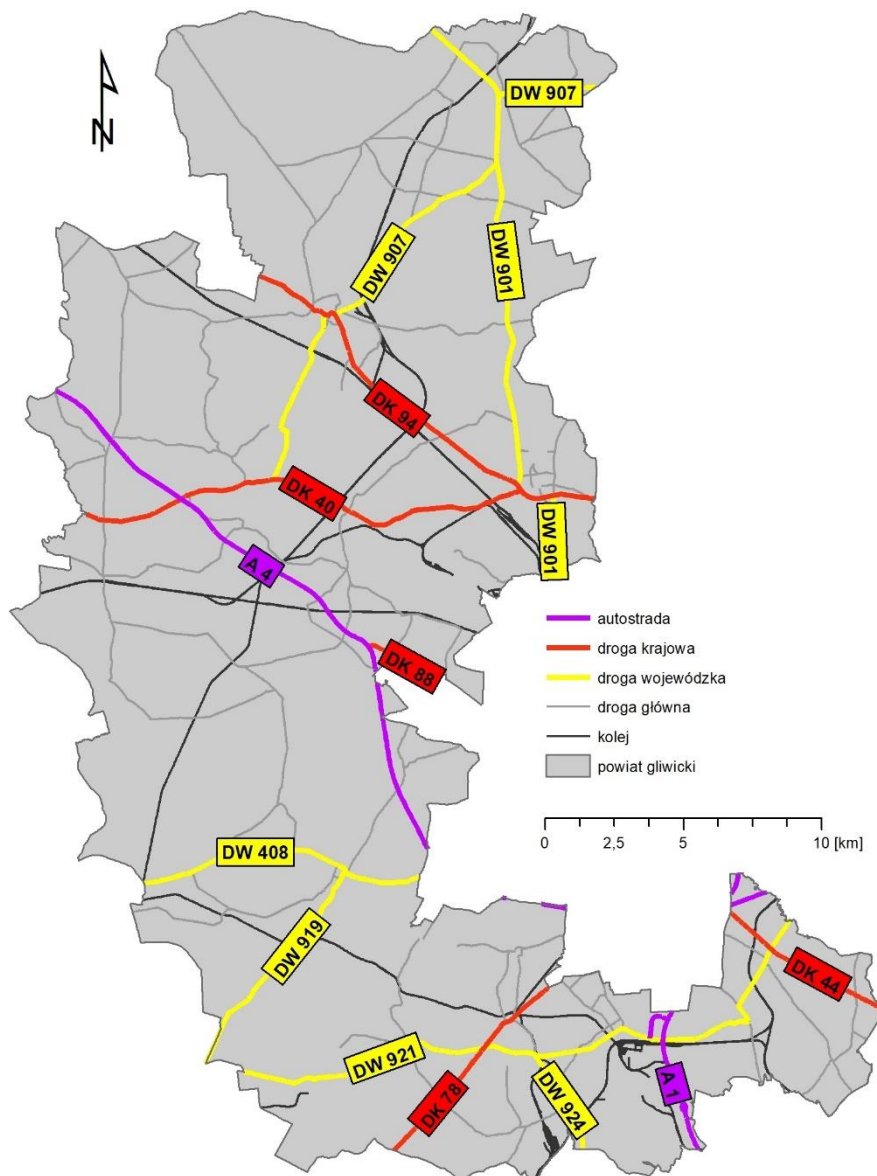 DW 907
N
DW 907
DW 901
DK 94
DK 40
DW 901
A 4
DK 88
autostrada
droga krajowa
droga wojewódzka
droga główna
kolej
powiat gliwicki
0 2,5 5 10 [km]
DW 408
DW 919
DK 44
DW 921
DK 78
DW 924
A 1